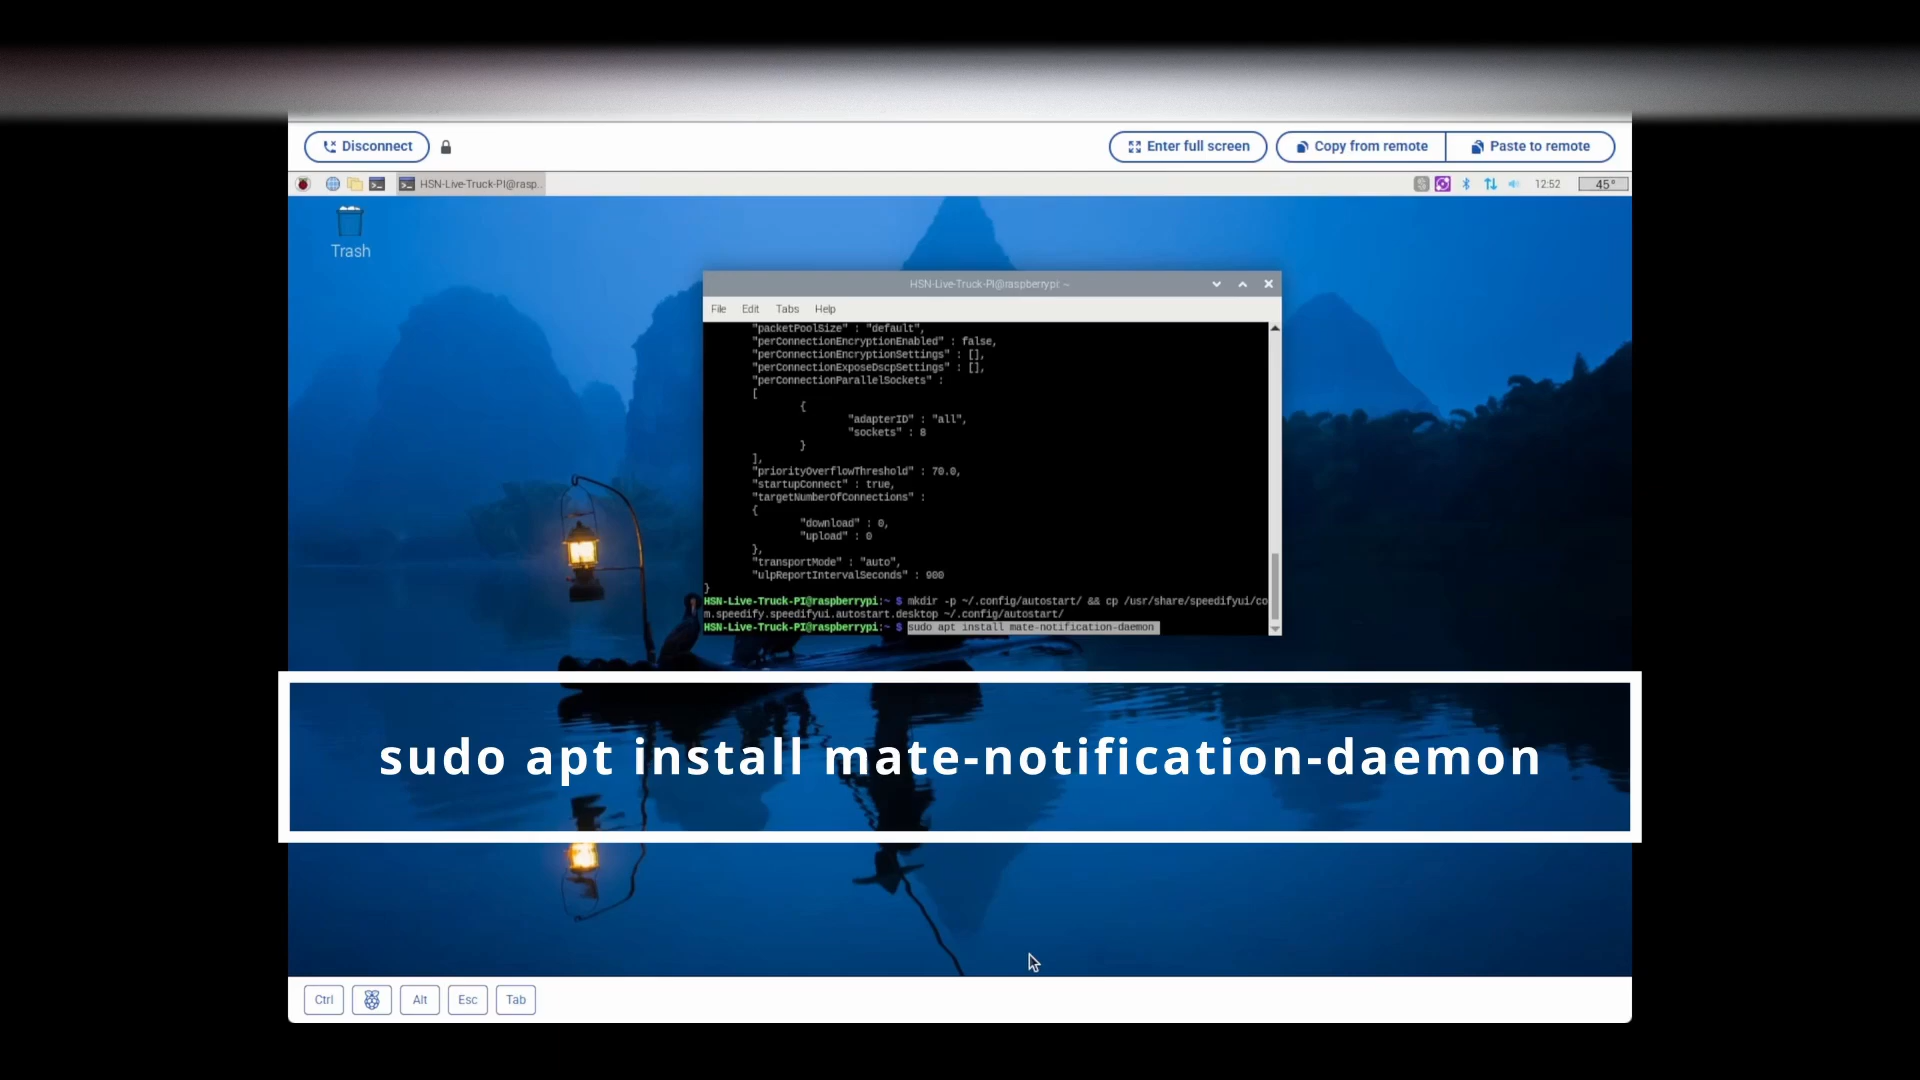 Disconnect
Enter full screen
Copy from remote
Paste to remote
HSN-Live-Truck-PI@rasp..
12:52
45°
Trash
HSN-Live-Truck-PI@raspberrypi: ~
File Edit Tabs Help
"packetPoolSize" : "default",
"perConnectionEncryptionEnabled" : false,
"perConnectionEncryptionSettings" : [],
"perConnectionExposeDscpSettings" : [],
"perConnectionParallelSockets" :
[
{
"adapterID" : "all",
"sockets" : 8
}
],
"priorityOverflowThreshold" : 70.0,
"startupConnect" : true,
"targetNumberOfConnections" :
{
"download" : 0,
"upload" : 0
},
"transportMode" : "auto",
"ulpReportIntervalSeconds" : 900
}
HSN-Live-Truck-PI@raspberrypi:~ $ mkdir -p ~/.config/autostart/ && cp /usr/share/speedifyui/co
m.speedify.speedifyui.autostart.desktop ~/.config/autostart/
HSN-Live-Truck-PI@raspberrypi:~ $ sudo apt install mate-notification-daemon
sudo apt install mate-notification-daemon
Ctrl
Alt
Esc
Tab